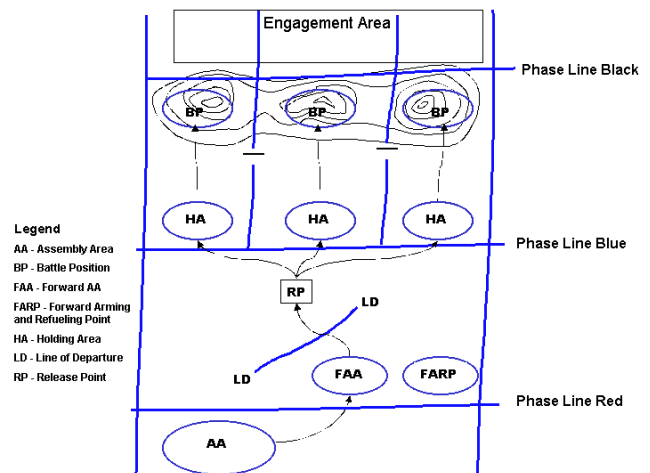 Engagement Area
Phase Line Black
BP
BP
BP
HA
HA
HA
Phase Line Blue
Legend
AA - Assembly Area
BP - Battle Position
FAA - Forward AA
FARP - Forward Arming
and Refueling Point
HA - Holding Area
LD - Line of Departure
RP - Release Point
RP
LD
LD
FAA
FARP
Phase Line Red
AA